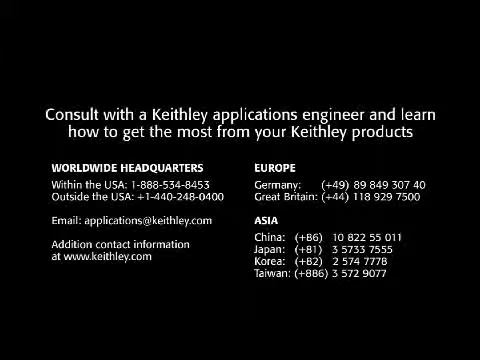 Consult with a Keithley applications engineer and learn
how to get the most from your Keithley products
WORLDWIDE HEADQUARTERS
Within the USA: 1-888-534-8453
Outside the USA: +1-440-248-0400
Email: applications@keithley.com
Addition contact information
at www.keithley.com
EUROPE
Germany: (+49) 89 849 307 40
Great Britain: (+44) 118 929 7500
ASIA
China: (+86) 10 822 55 011
Japan: (+81) 3 5733 7555
Korea: (+82) 2 574 7778
Taiwan: (+886) 3 572 9077